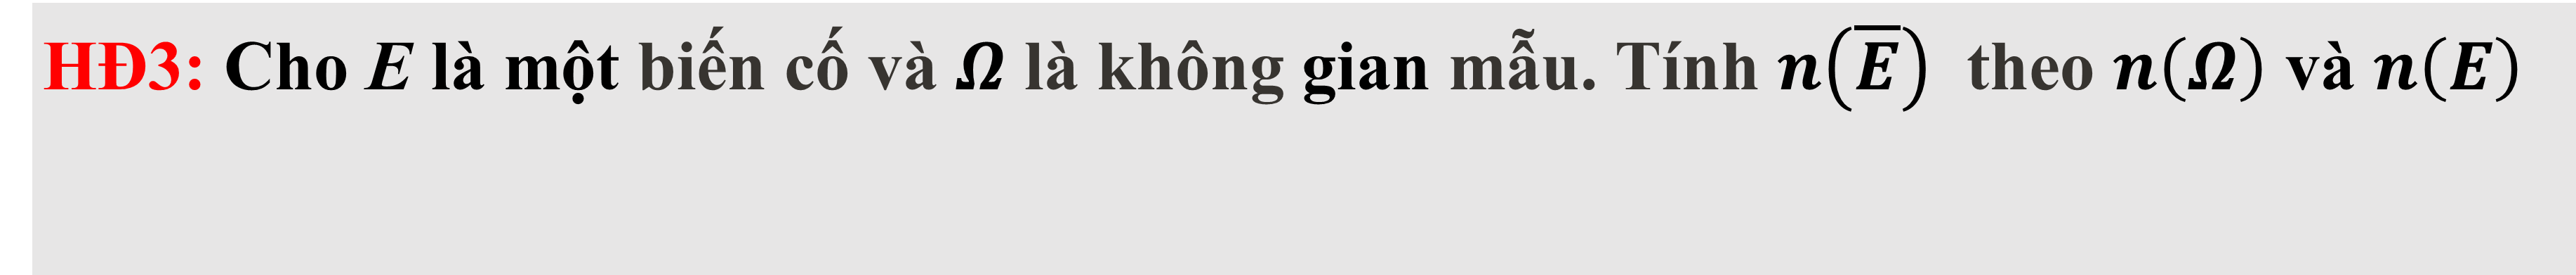 HĐ3: Cho E là một biến cố và Ω là không gian mẫu. Tính n(E̅) theo n(Ω) và n(E)